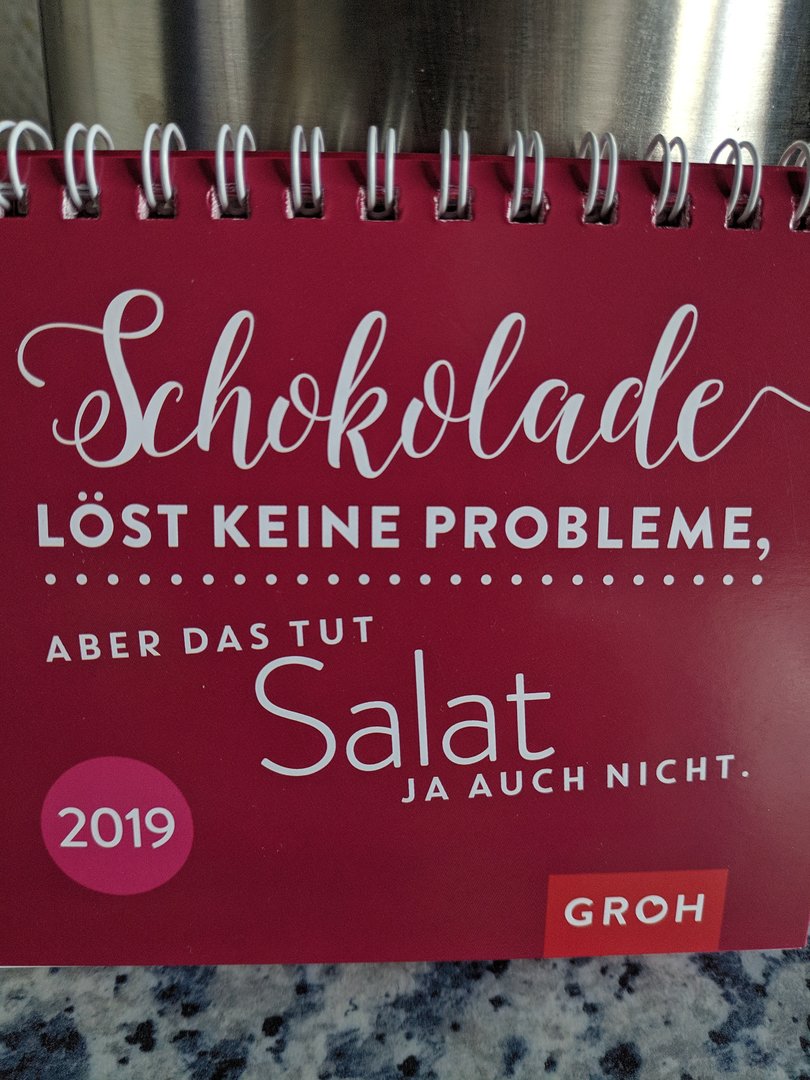 Schokolade
LÖST KEINE PROBLEME,
ABER DAS TUT
Salat
JA AUCH NICHT.
2019
GROH